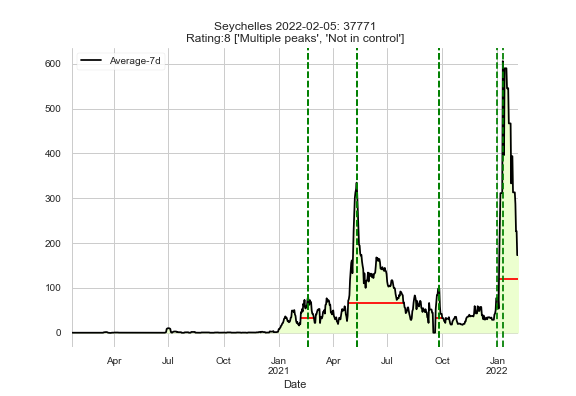 Seychelles 2022-02-05: 37771
Rating:8 ['Multiple peaks', 'Not in control']
Average-7d
600
500
400
300
200
100
0
Apr Jul Oct Jan Apr Jul Oct Jan
2021 2022
Date